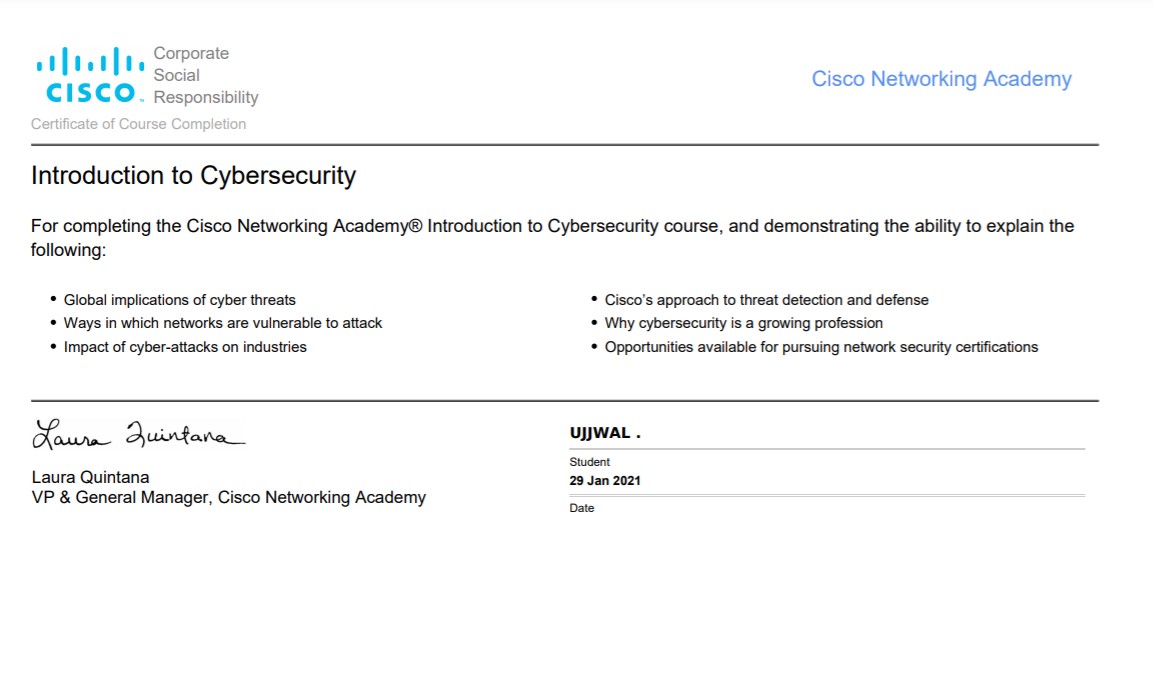 Corporate
Social
CISCO™ Responsibility
Cisco Networking Academy
Certificate of Course Completion
Introduction to Cybersecurity
For completing the Cisco Networking Academy® Introduction to Cybersecurity course, and demonstrating the ability to explain the
following:
• Global implications of cyber threats
• Ways in which networks are vulnerable to attack
• Impact of cyber-attacks on industries
• Cisco's approach to threat detection and defense
• Why cybersecurity is a growing profession
• Opportunities available for pursuing network security certifications
Laura Quintana
Laura Quintana
VP & General Manager, Cisco Networking Academy
UJJWAL .
Student
29 Jan 2021
Date